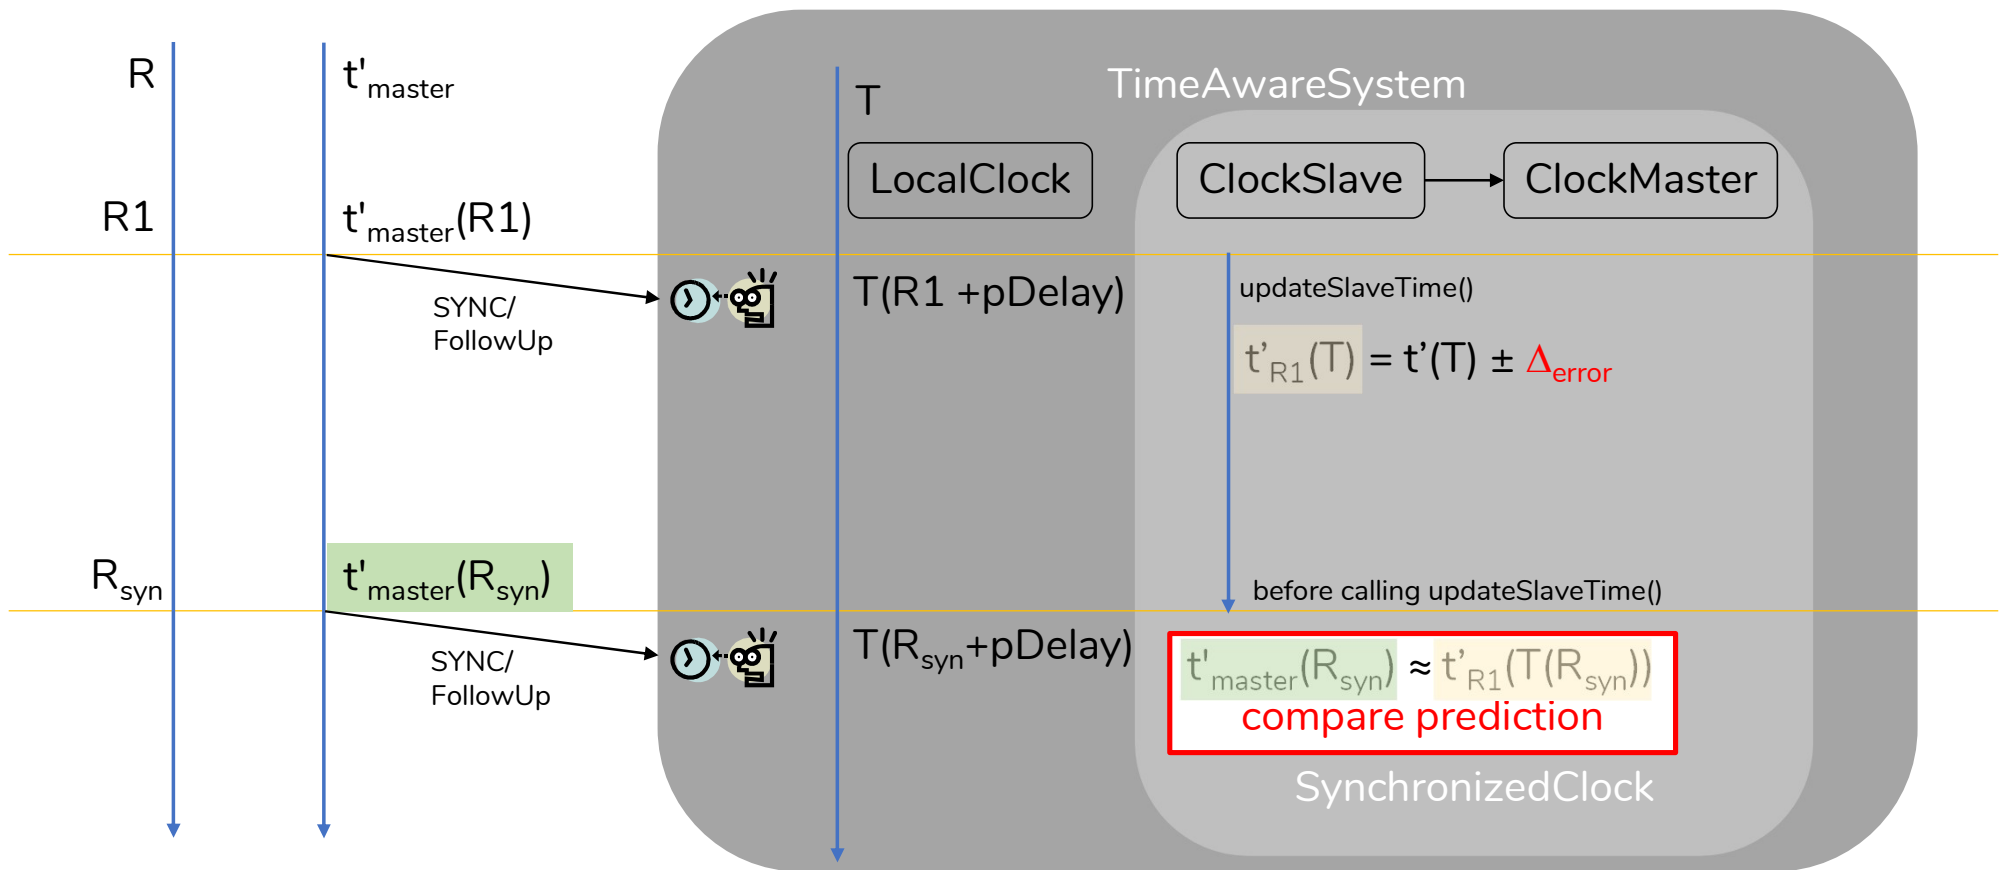 R
t'master
T
TimeAwareSystem
LocalClock
ClockSlave
ClockMaster
R1
t'master(R1)
SYNC/
FollowUp
T(R1 +pDelay)
updateSlaveTime()
t’R1(T) = t’(T) ± Δerror
Rsyn
t'master(Rsyn)
before calling updateSlaveTime()
SYNC/
FollowUp
T(Rsyn+pDelay)
t'master(Rsyn) ≈ t’R1(T(Rsyn))
compare prediction
SynchronizedClock